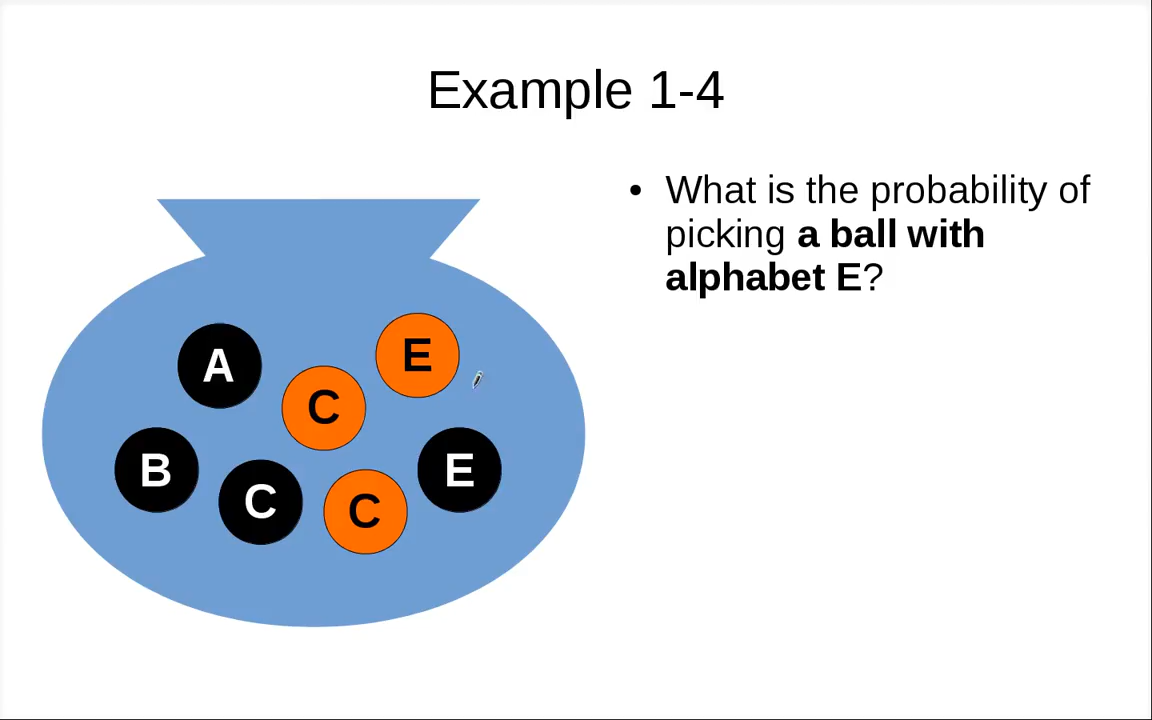 Example 1-4
• What is the probability of
picking a ball with
alphabet E?
A
E
C
B
C
C
E